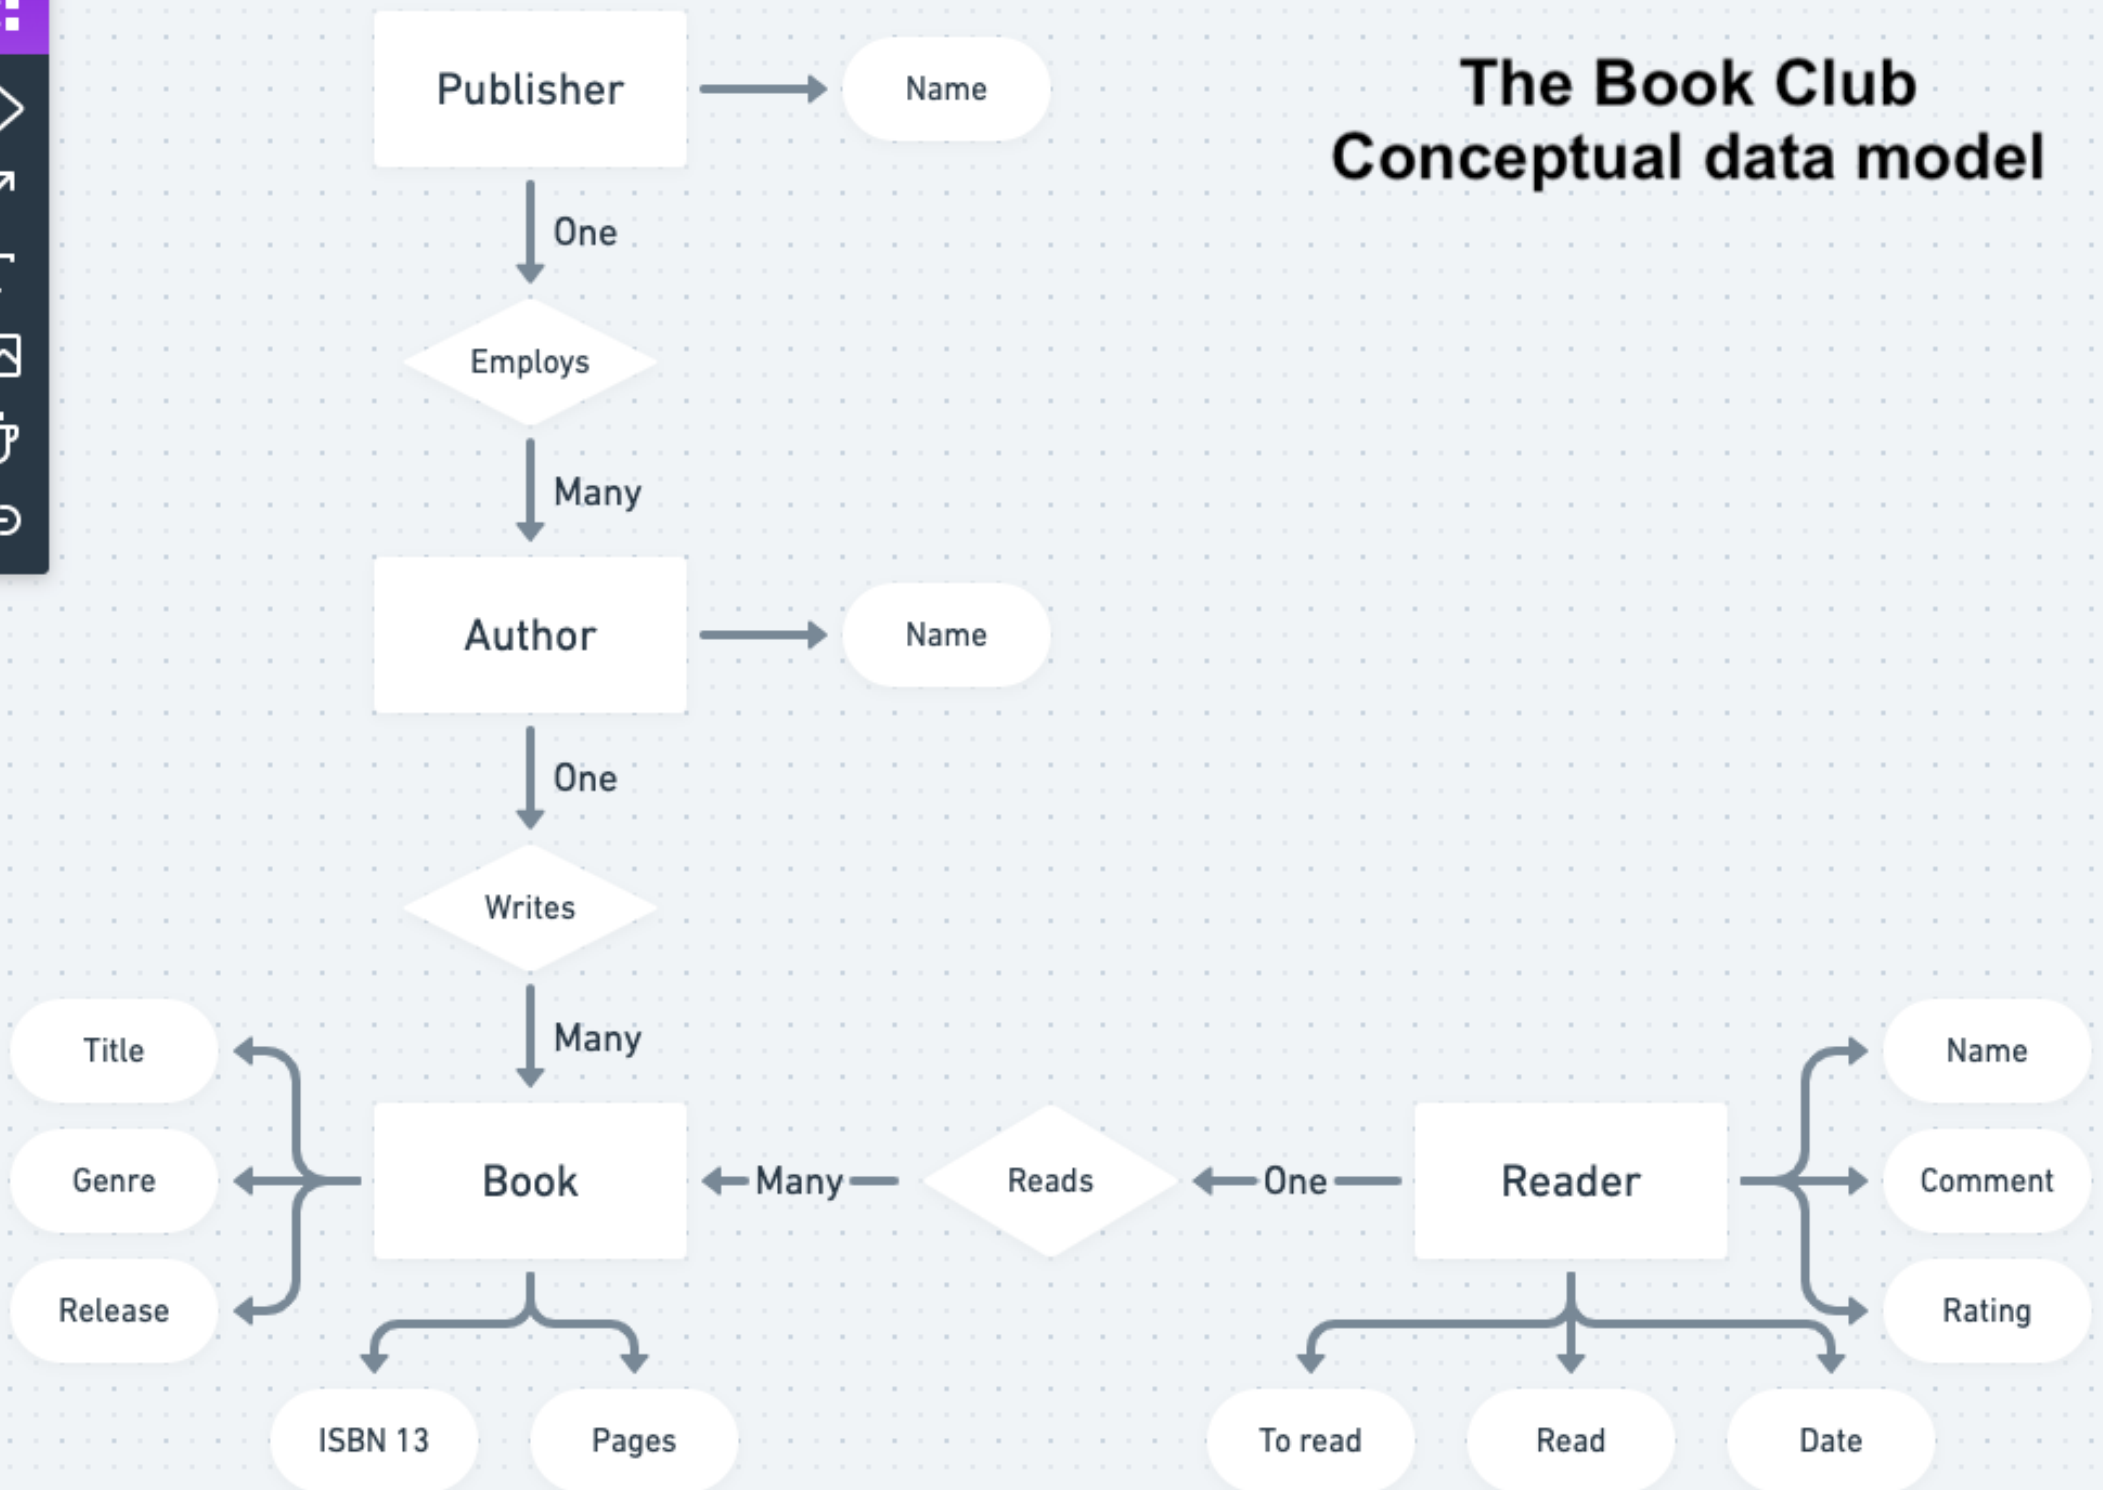 The Book Club
Conceptual data model
Publisher
Name
One
Employs
Many
Author
Name
One
Writes
Many
Title
Genre
Release
Book
ISBN 13
Pages
Many
Reads
One
Reader
Name
Comment
Rating
To read
Read
Date